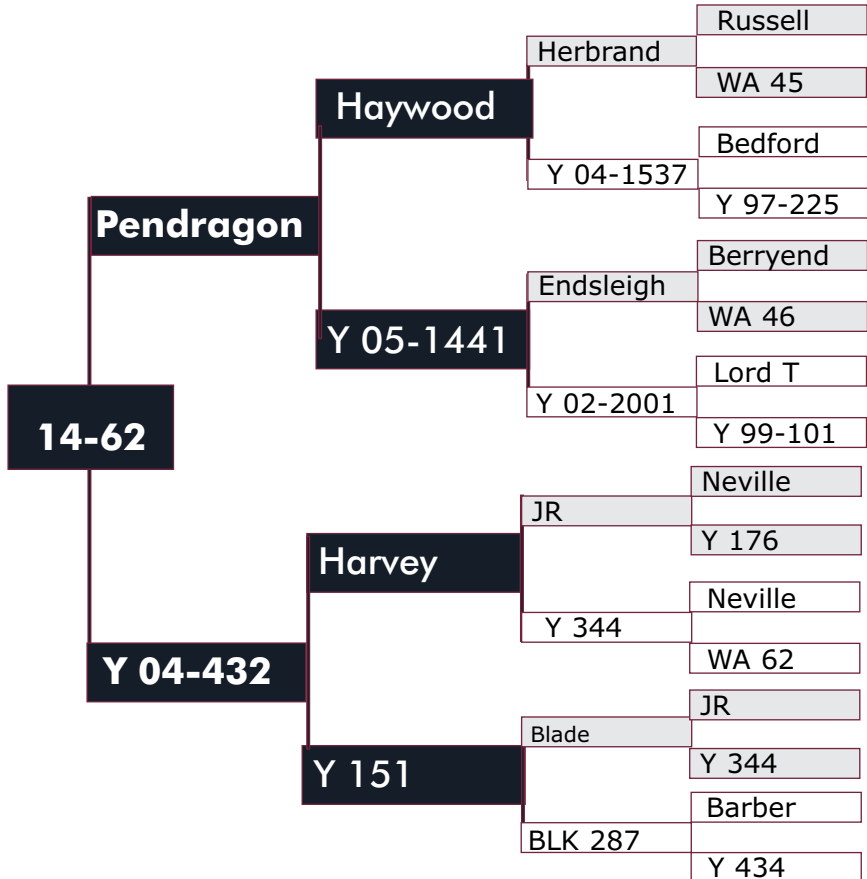 Russell
Herbrand
WA 45
Haywood
Bedford
Y 04-1537
Y 97-225
Pendragon
Berryend
Endsleigh
WA 46
Y 05-1441
Lord T
Y 02-2001
Y 99-101
14-62
Neville
JR
Y 176
Harvey
Neville
Y 344
WA 62
Y 04-432
JR
Blade
Y 344
Y 151
Barber
BLK 287
Y 434